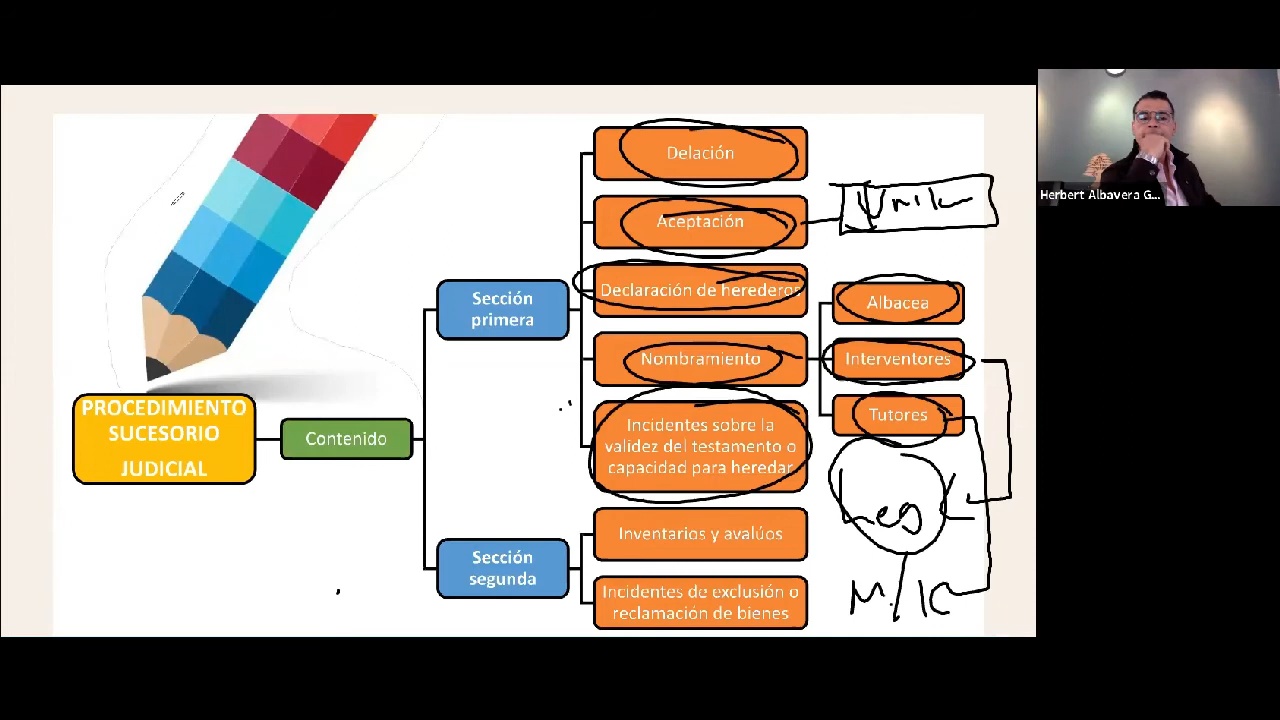 PROCEDIMIENTO
SUCESORIO
JUDICIAL
Contenido
Sección
primera
Delación
Aceptación
Declaración de herederos
Nombramiento
Albacea
Interventores
Tutores
Incidentes sobre la
validez del testamento o
capacidad para heredar
Sección
segunda
Inventarios y avalúos
Incidentes de exclusión o
reclamación de bienes
Leg
M/K
Herbert Albavera G...